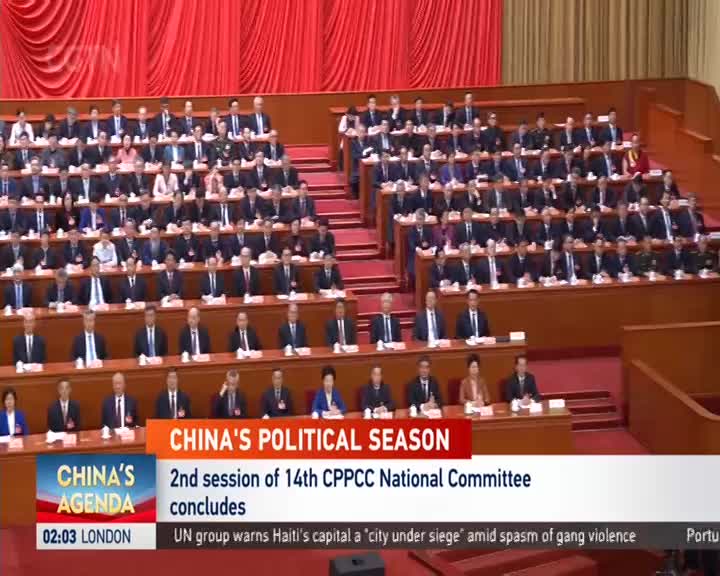 CGTN
CHINA'S POLITICAL SEASON
2nd session of 14th CPPCC National Committee
concludes
CHINA'S
AGENDA
02:03 LONDON
UN group warns Haiti's capital a "city under siege" amid spasm of gang violence
Portu